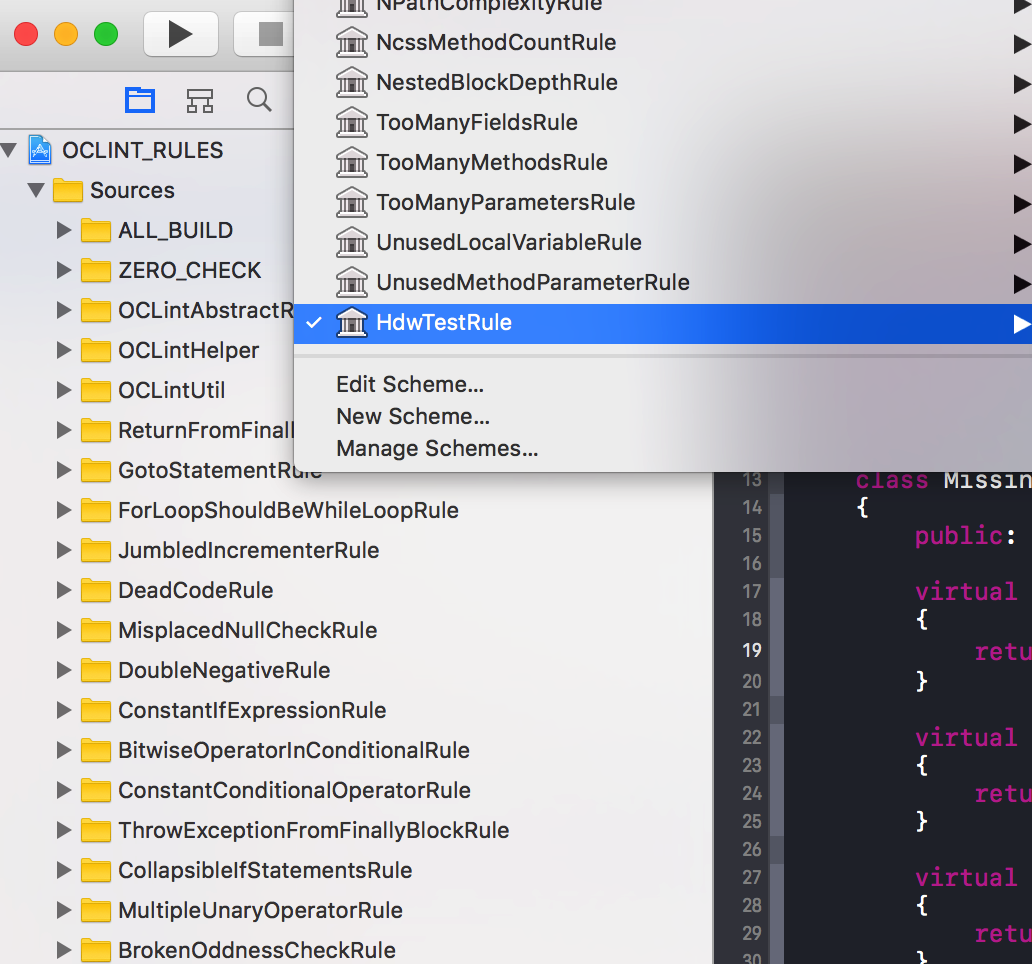 NPathComplexityRule
NcssMethodCountRule
NestedBlockDepthRule
TooManyFieldsRule
TooManyMethodsRule
TooManyParametersRule
UnusedLocalVariableRule
UnusedMethodParameterRule
HdwTestRule
Edit Scheme...
New Scheme...
Manage Schemes...
OCLINT_RULES
Sources
ALL_BUILD
ZERO_CHECK
OCLintAbstractR
OCLintHelper
OCLintUtil
ReturnFromFinall
GotoStatementRule
ForLoopShouldBeWhileLoopRule
JumbledIncrementerRule
DeadCodeRule
MisplacedNullCheckRule
DoubleNegativeRule
ConstantIfExpressionRule
BitwiseOperatorInConditionalRule
ConstantConditionalOperatorRule
ThrowExceptionFromFinallyBlockRule
CollapsibleIfStatementsRule
MultipleUnaryOperatorRule
BrokenOddnessCheckRule
13 class Missin
14 {
15 public:
16
17 virtual
18 {
19 retu
20 }
21
22 virtual
23 {
24 retu
25 }
26
27 virtual
28 {
29 retu
30 }